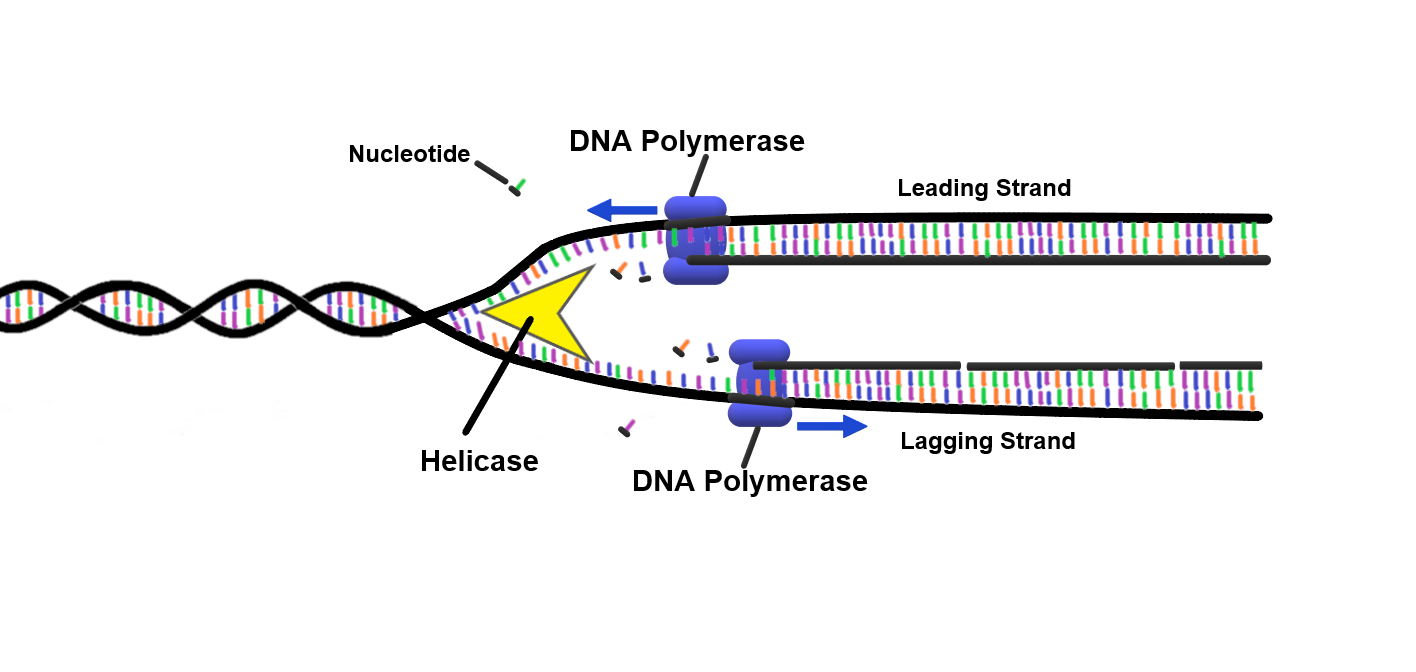 DNA Polymerase
Nucleotide
Leading Strand
Helicase
Lagging Strand
DNA Polymerase